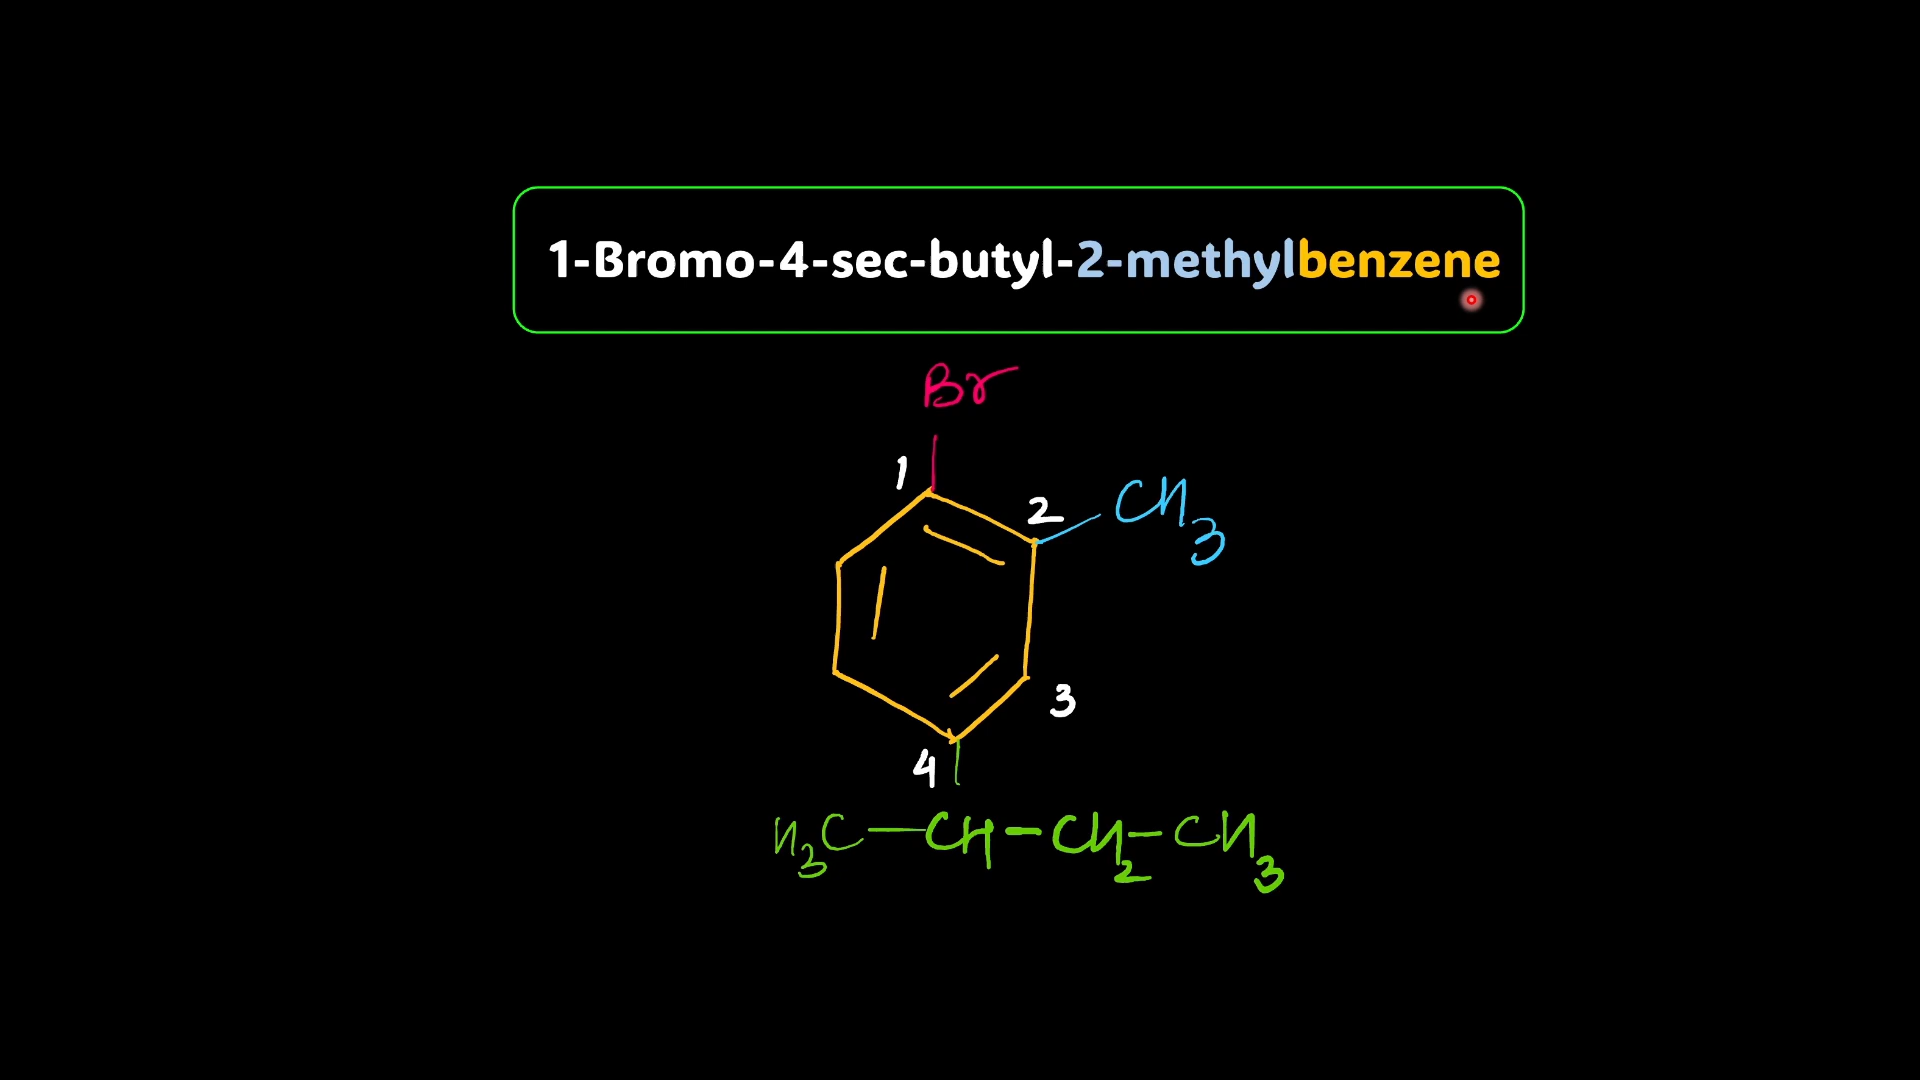 1-Bromo-4-sec-butyl-2-methylbenzene
Br
1
2 CH3
3
4
H3C—CH—CH2—CH3